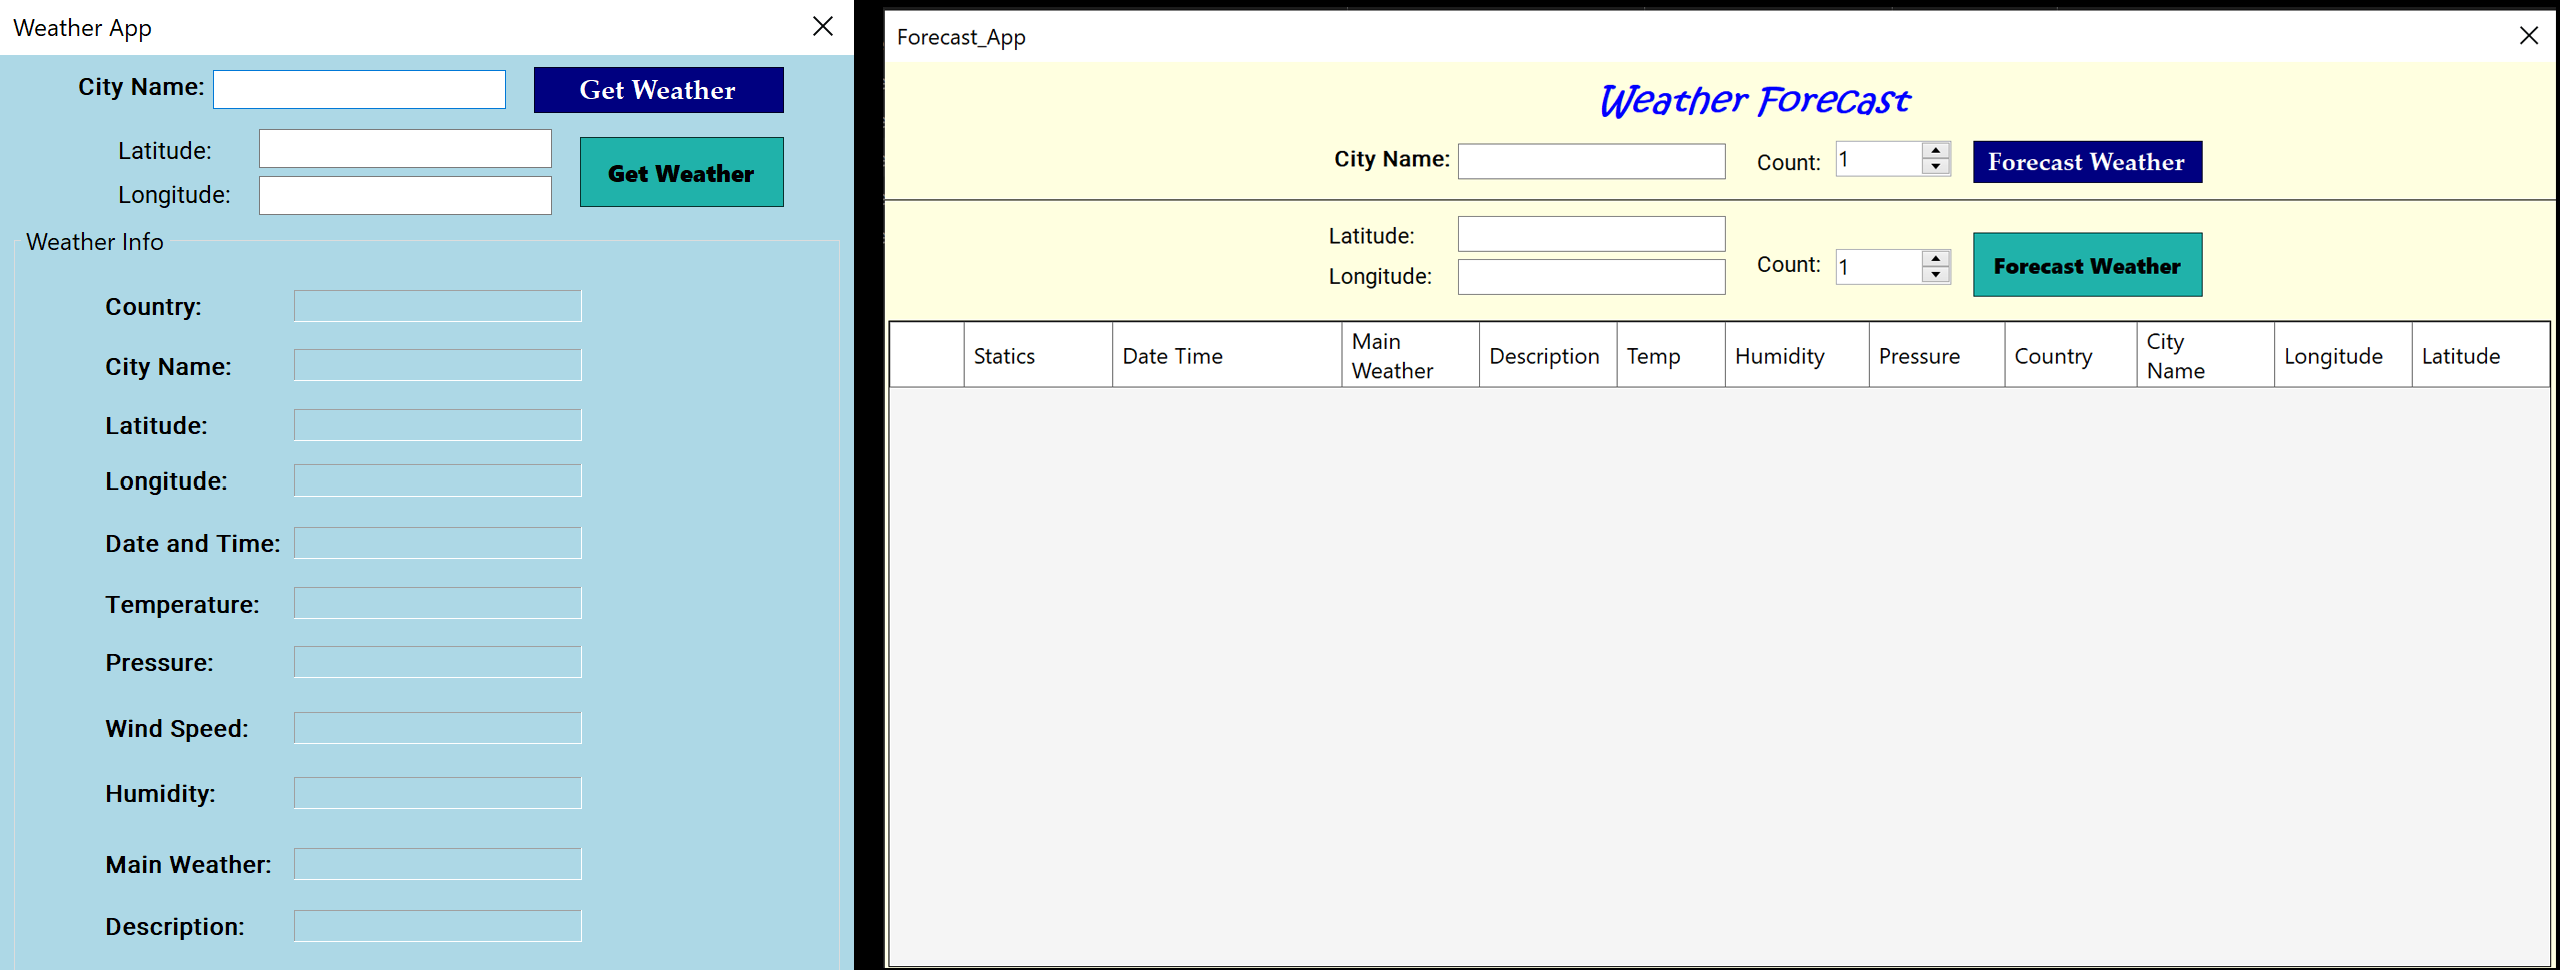 Weather App
City Name:
Get Weather
Latitude:
Longitude:
Get Weather
Weather Info
Country:
City Name:
Latitude:
Longitude:
Date and Time:
Temperature:
Pressure:
Wind Speed:
Humidity:
Main Weather:
Description:
Forecast_App
Weather Forecast
City Name:
Count: 1
Forecast Weather
Latitude:
Longitude:
Count: 1
Forecast Weather
Statics
Date Time
Main
Weather
Description
Temp
Humidity
Pressure
Country
City
Name
Longitude
Latitude